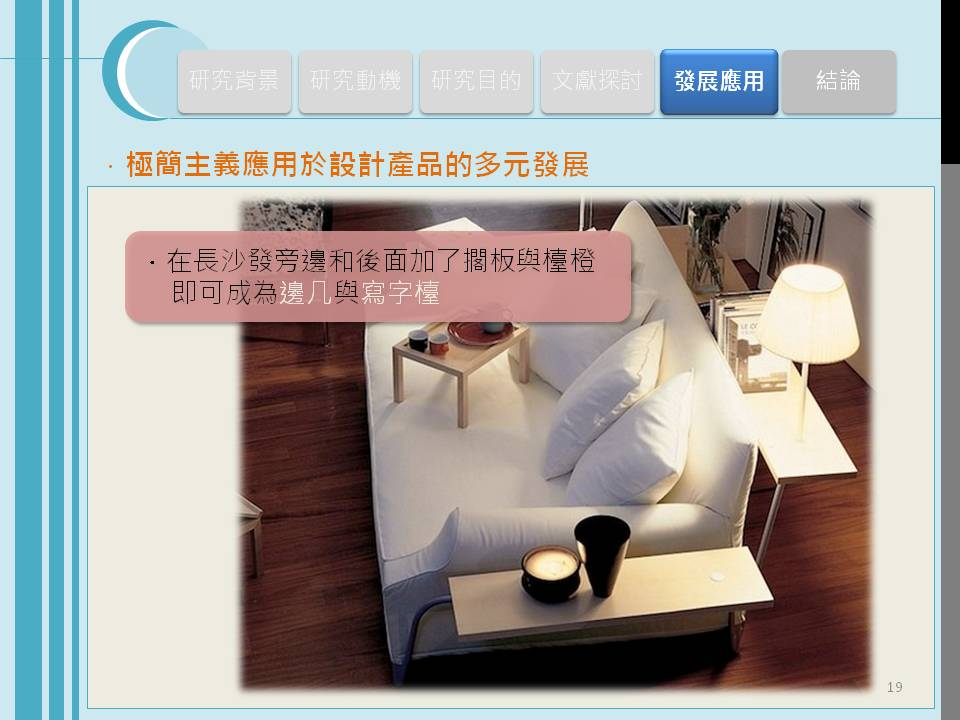 研究背景 研究動機 研究目的 文獻探討 發展應用 結論
· 極簡主義應用於設計產品的多元發展
· 在長沙發旁邊和後面加了擱板與檯橙
即可成為邊几與寫字檯
LE CO
19